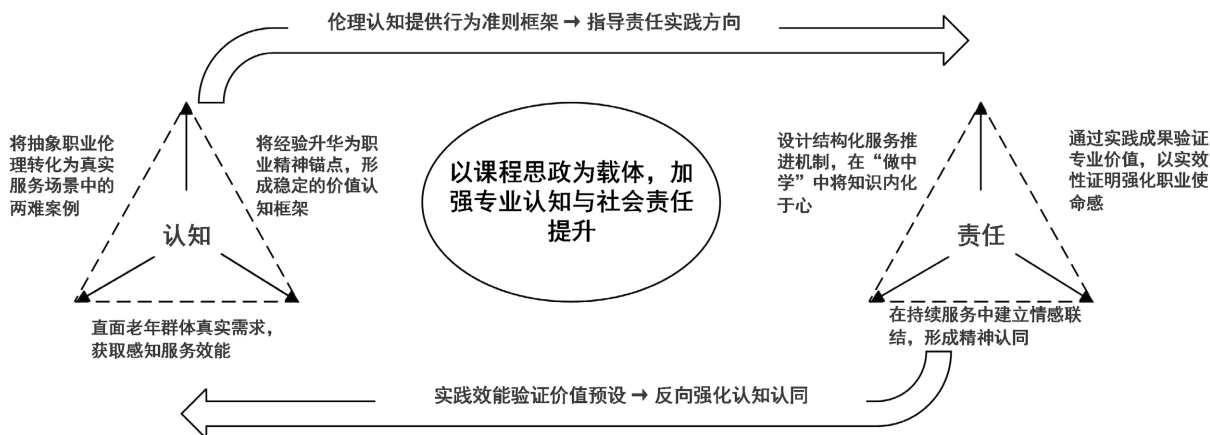 伦理认知提供行为准则框架 → 指导责任实践方向
将抽象职业伦
理转化为真实
服务场景中的
两难案例
将经验升华为职
业精神锚点，形
成稳定的价值认
知框架
认知
直面老年群体真实需求，
获取感知服务效能
以课程思政为载体，加
强专业认知与社会责任
提升
设计结构化服务推
进机制，在“做中
学”中将知识内化
于心
通过实践成果验证
专业价值，以实效
性证明强化职业使
命感
责任
在持续服务中建立情感联
结，形成精神认同
实践效能验证价值预设 → 反向强化认知认同